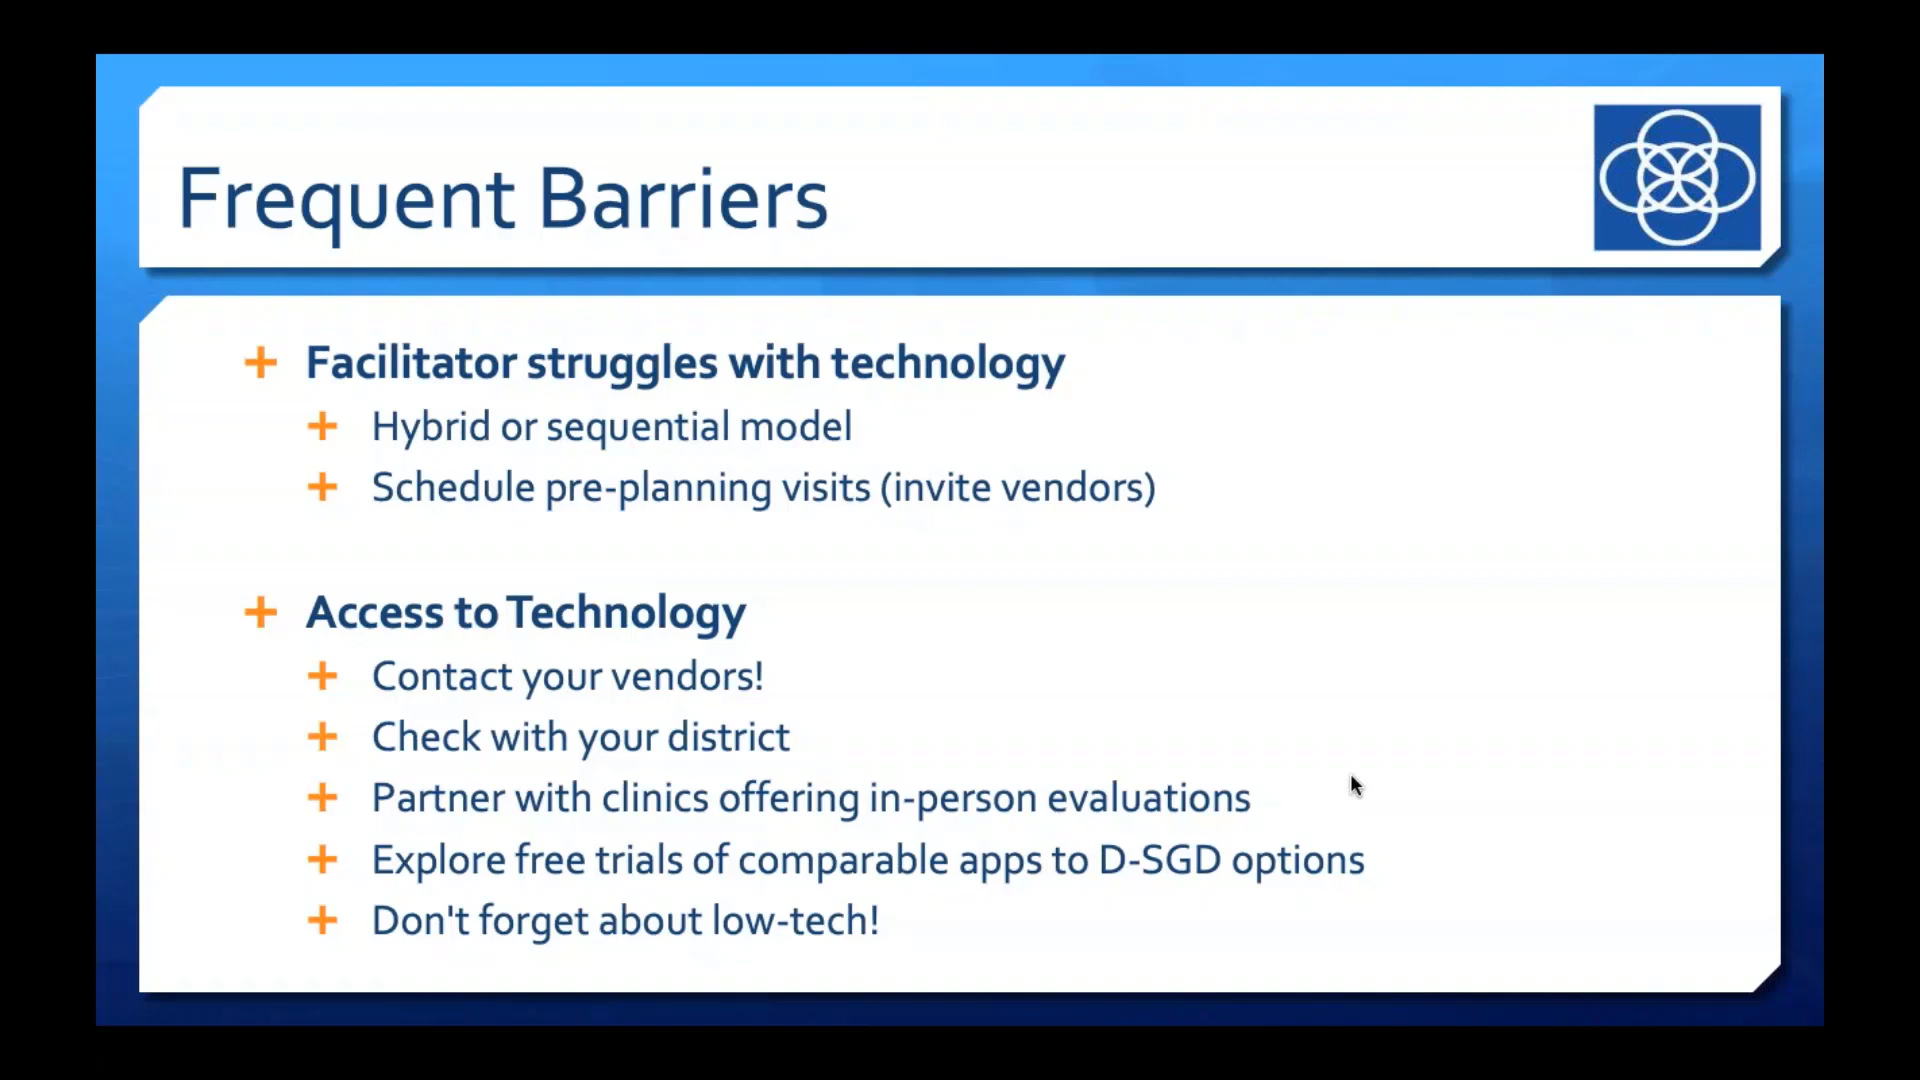 Frequent Barriers
Facilitator struggles with technology
Hybrid or sequential model
Schedule pre-planning visits (invite vendors)
Access to Technology
Contact your vendors!
Check with your district
Partner with clinics offering in-person evaluations
Explore free trials of comparable apps to D-SGD options
Don't forget about low-tech!